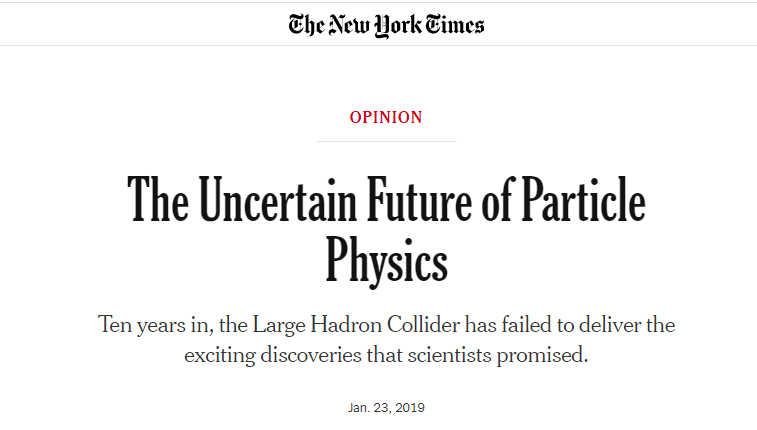 The New York Times
OPINION
The Uncertain Future of Particle
Physics
Ten years in, the Large Hadron Collider has failed to deliver the
exciting discoveries that scientists promised.
Jan. 23, 2019